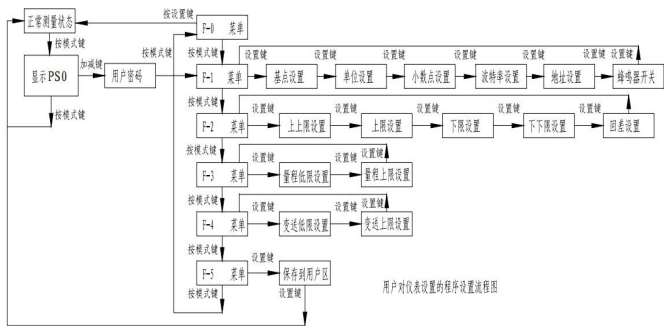 正常测量状态
按设置键
F-0 菜单
按模式键
按模式键
设置键 设置键 设置键 设置键 设置键 设置键 设置键
显示PS0
加减键
用户密码
按模式键
F-1 菜单
基点设置
单位设置
小数点设置
波特率设置
地址设置
蜂鸣器开关
按模式键
按模式键
设置键 设置键 设置键 设置键 设置键 设置键
F-2 菜单
上上限设置
上限设置
下限设置
下下限设置
回差设置
按模式键
设置键 设置键 设置键
F-3 菜单
量程低限设置
量程上限设置
按模式键
设置键 设置键 设置键
F-4 菜单
变送低限设置
变送上限设置
按模式键
设置键
F-5 菜单
保存到用户区
按模式键
设置键
用户对仪表设置的程序设置流程图